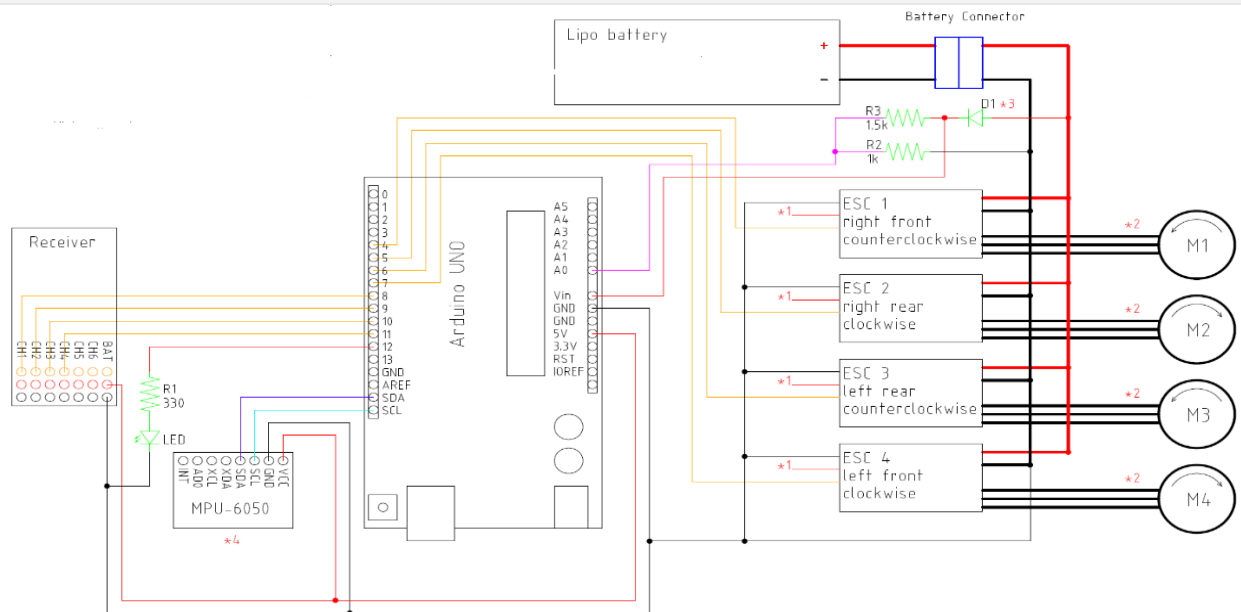 Battery Connector
Lipo battery
+
−
R3
1.5k
D1 *3
R2
1k
Receiver
CH1
CH2
CH3
CH4
CH5
CH6
BAT
R1
330
LED
INT
AD0
XCL
XDA
SDA
SCL
GND
VCC
MPU-6050
*4
Arduino UNO
0
1
2
3
4
5
6
7
8
9
10
11
12
13
GND
AREF
SDA
SCL
A5
A4
A3
A2
A1
A0
Vin
GND
GND
5V
3.3V
RST
IOREF
*1
ESC 1
right front
counterclockwise
*2
M1
*1
ESC 2
right rear
clockwise
*2
M2
*1
ESC 3
left rear
counterclockwise
*2
M3
*1
ESC 4
left front
clockwise
*2
M4